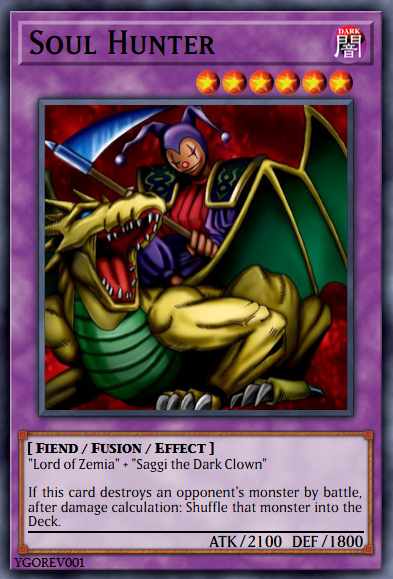 Soul Hunter
DARK
闇
[ Fiend / Fusion / Effect ]
"Lord of Zemia" + "Saggi the Dark Clown"
If this card destroys an opponent's monster by battle,
after damage calculation: Shuffle that monster into the
Deck.
ATK/2100 DEF/1800
YGOREV001